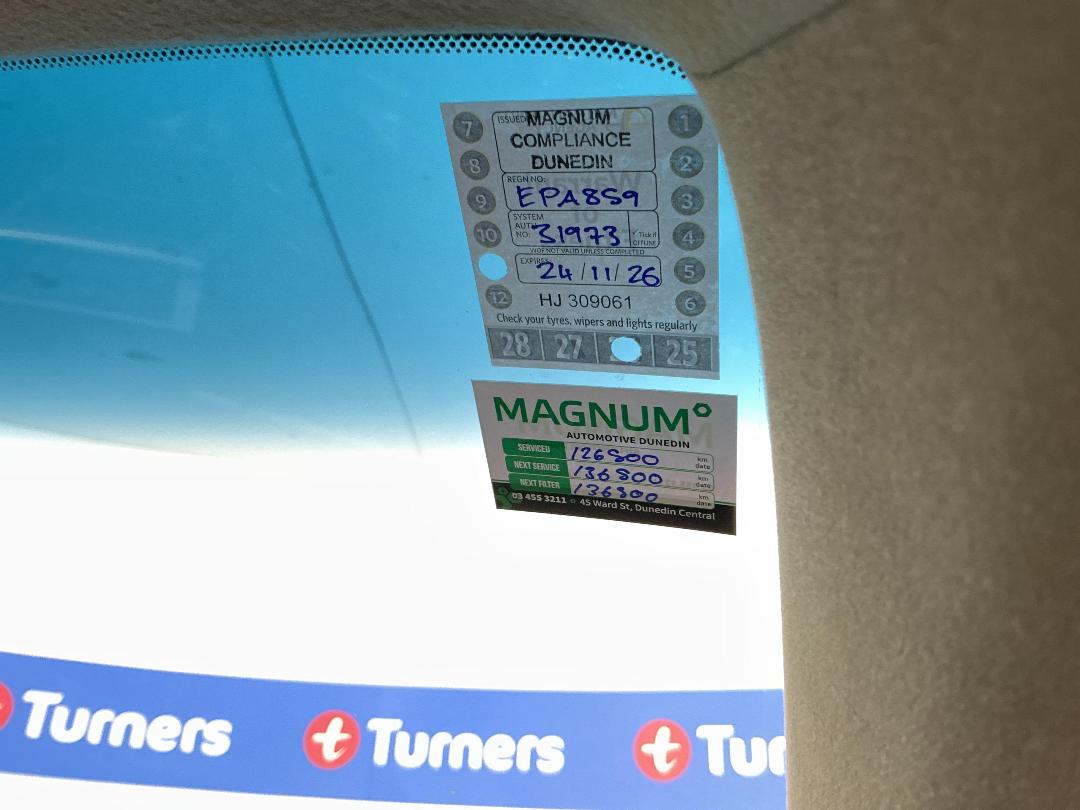 7 ISSUED MAGNUM 1
COMPLIANCE
8 DUNEDIN 2
REGN NO:
9 EPA859 3
SYSTEM
AUTH
10 NO: 31973 ✓ Tick if OFFLINE 4
WOF NOT VALID UNLESS COMPLETED
EXPIRES 24/11/26 5
12 HJ 309061 6
Check your tyres, wipers and lights regularly
28 27 25
MAGNUM
AUTOMOTIVE DUNEDIN
SERVICED 126800 km date
NEXT SERVICE 136800 km date
NEXT FILTER 136800 km date
03 455 3211 45 Ward St, Dunedin Central
t Turners t Turners t Tur